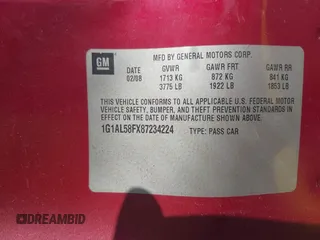 GM
MFD BY GENERAL MOTORS CORP.
DATE GVWR GAWR FRT GAWR RR
02/08 1713 KG 872 KG 841 KG
3775 LB 1922 LB 1853 LB
THIS VEHICLE CONFORMS TO ALL APPLICABLE U.S. FEDERAL MOTOR
VEHICLE SAFETY, BUMPER, AND THEFT PREVENTION STANDARDS IN
EFFECT ON THE DATE OF MANUFACTURE SHOWN ABOVE.
1G1AL58FX87234224 TYPE: PASS CAR
DREAMBID